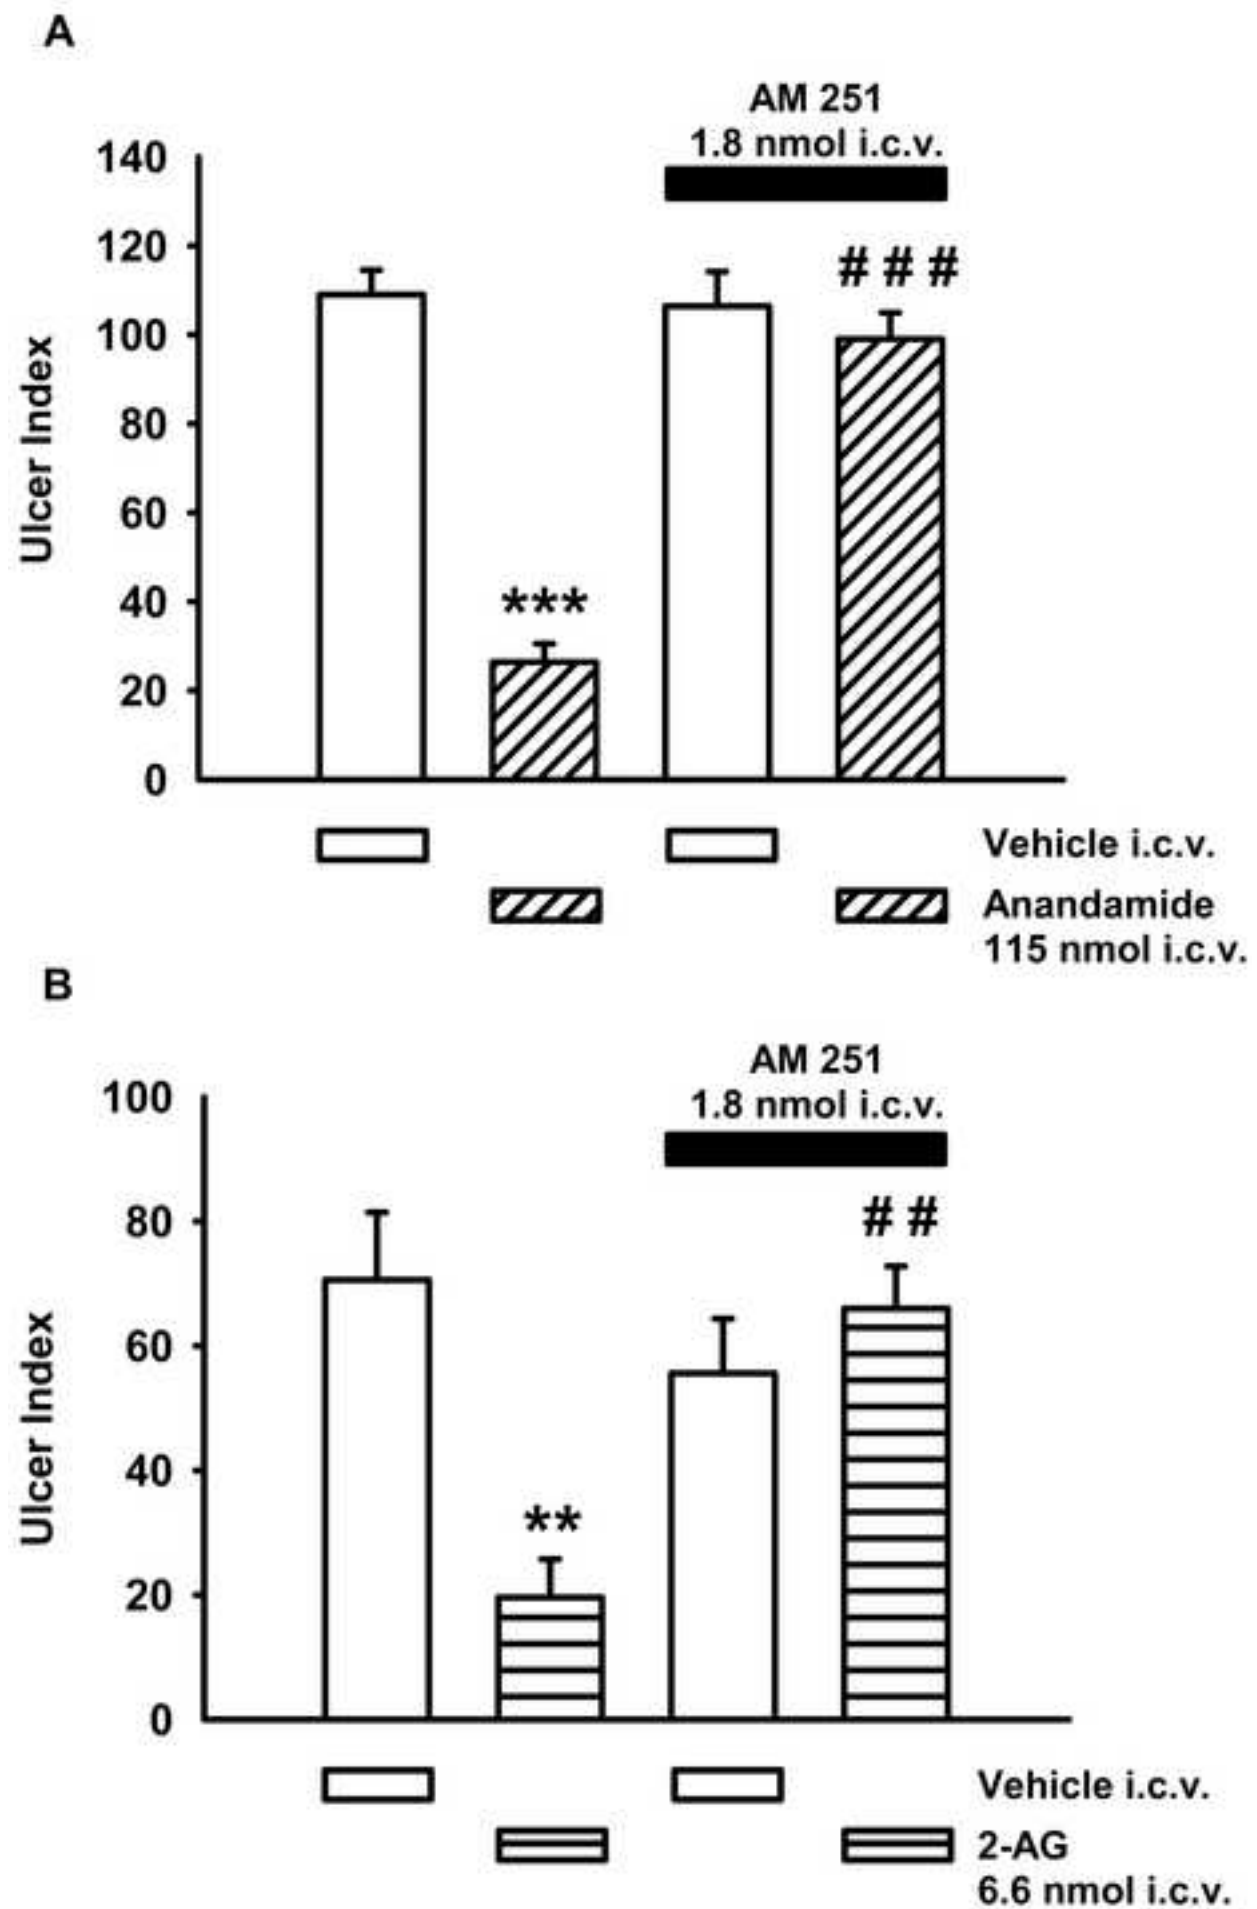 A
AM 251
1.8 nmol i.c.v.
140
120
100
80
60
40
20
0
Ulcer Index
***
# # #
Vehicle i.c.v.
Anandamide
115 nmol i.c.v.
B
AM 251
1.8 nmol i.c.v.
100
80
60
40
20
0
Ulcer Index
**
# #
Vehicle i.c.v.
2-AG
6.6 nmol i.c.v.